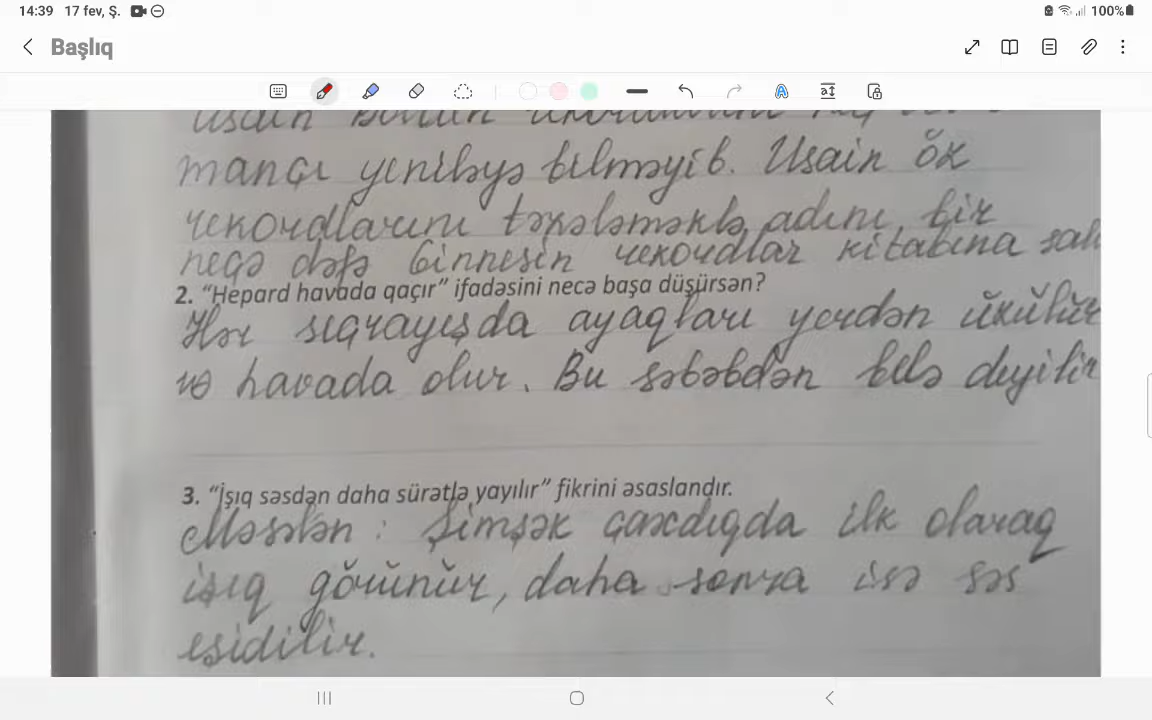 14:39 17 fev, Ş. 100%
Başlıq
mançı yenibyə bilməyib. Usain öz
rekordlarını təzələməklə adını bir
neçə dəfə Ginnesin rekordlar kitabına sal
2. “Hepard havada qaçır” ifadəsini necə başa düşürsən?
Hər sıçrayışda ayaqları yerdən üzülür
və havada olur. Bu səbəbdən belə deyilir
3. “İşıq səsdən daha sürətlə yayılır” fikrini əsaslandır.
Məsələn: Şimşək çaxdıqda ilk olaraq
işıq görünür, daha sonra isə səs
eşidilir.